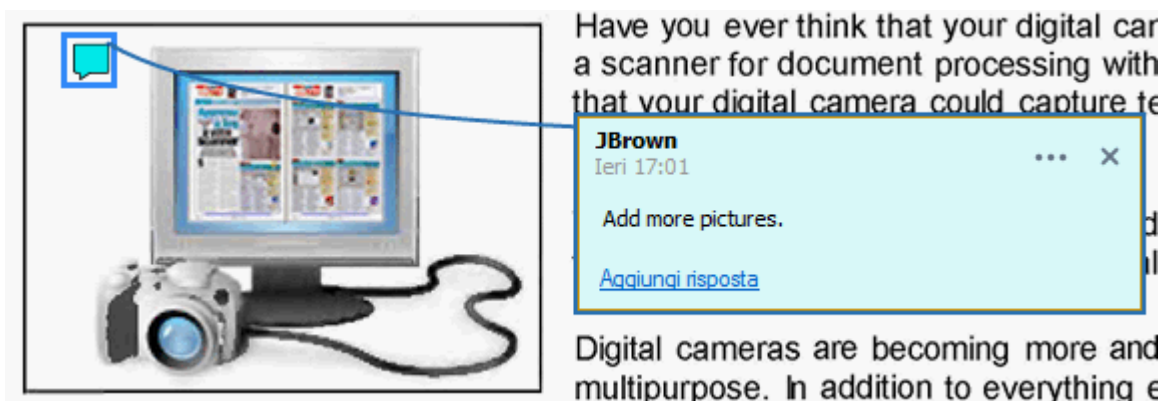 Have you ever think that your digital
a scanner for document processing with
that your digital camera could capture
JBrown
Ieri 17:01
Add more pictures.
Aggiungi risposta
Digital cameras are becoming more and
multipurpose. In addition to everything